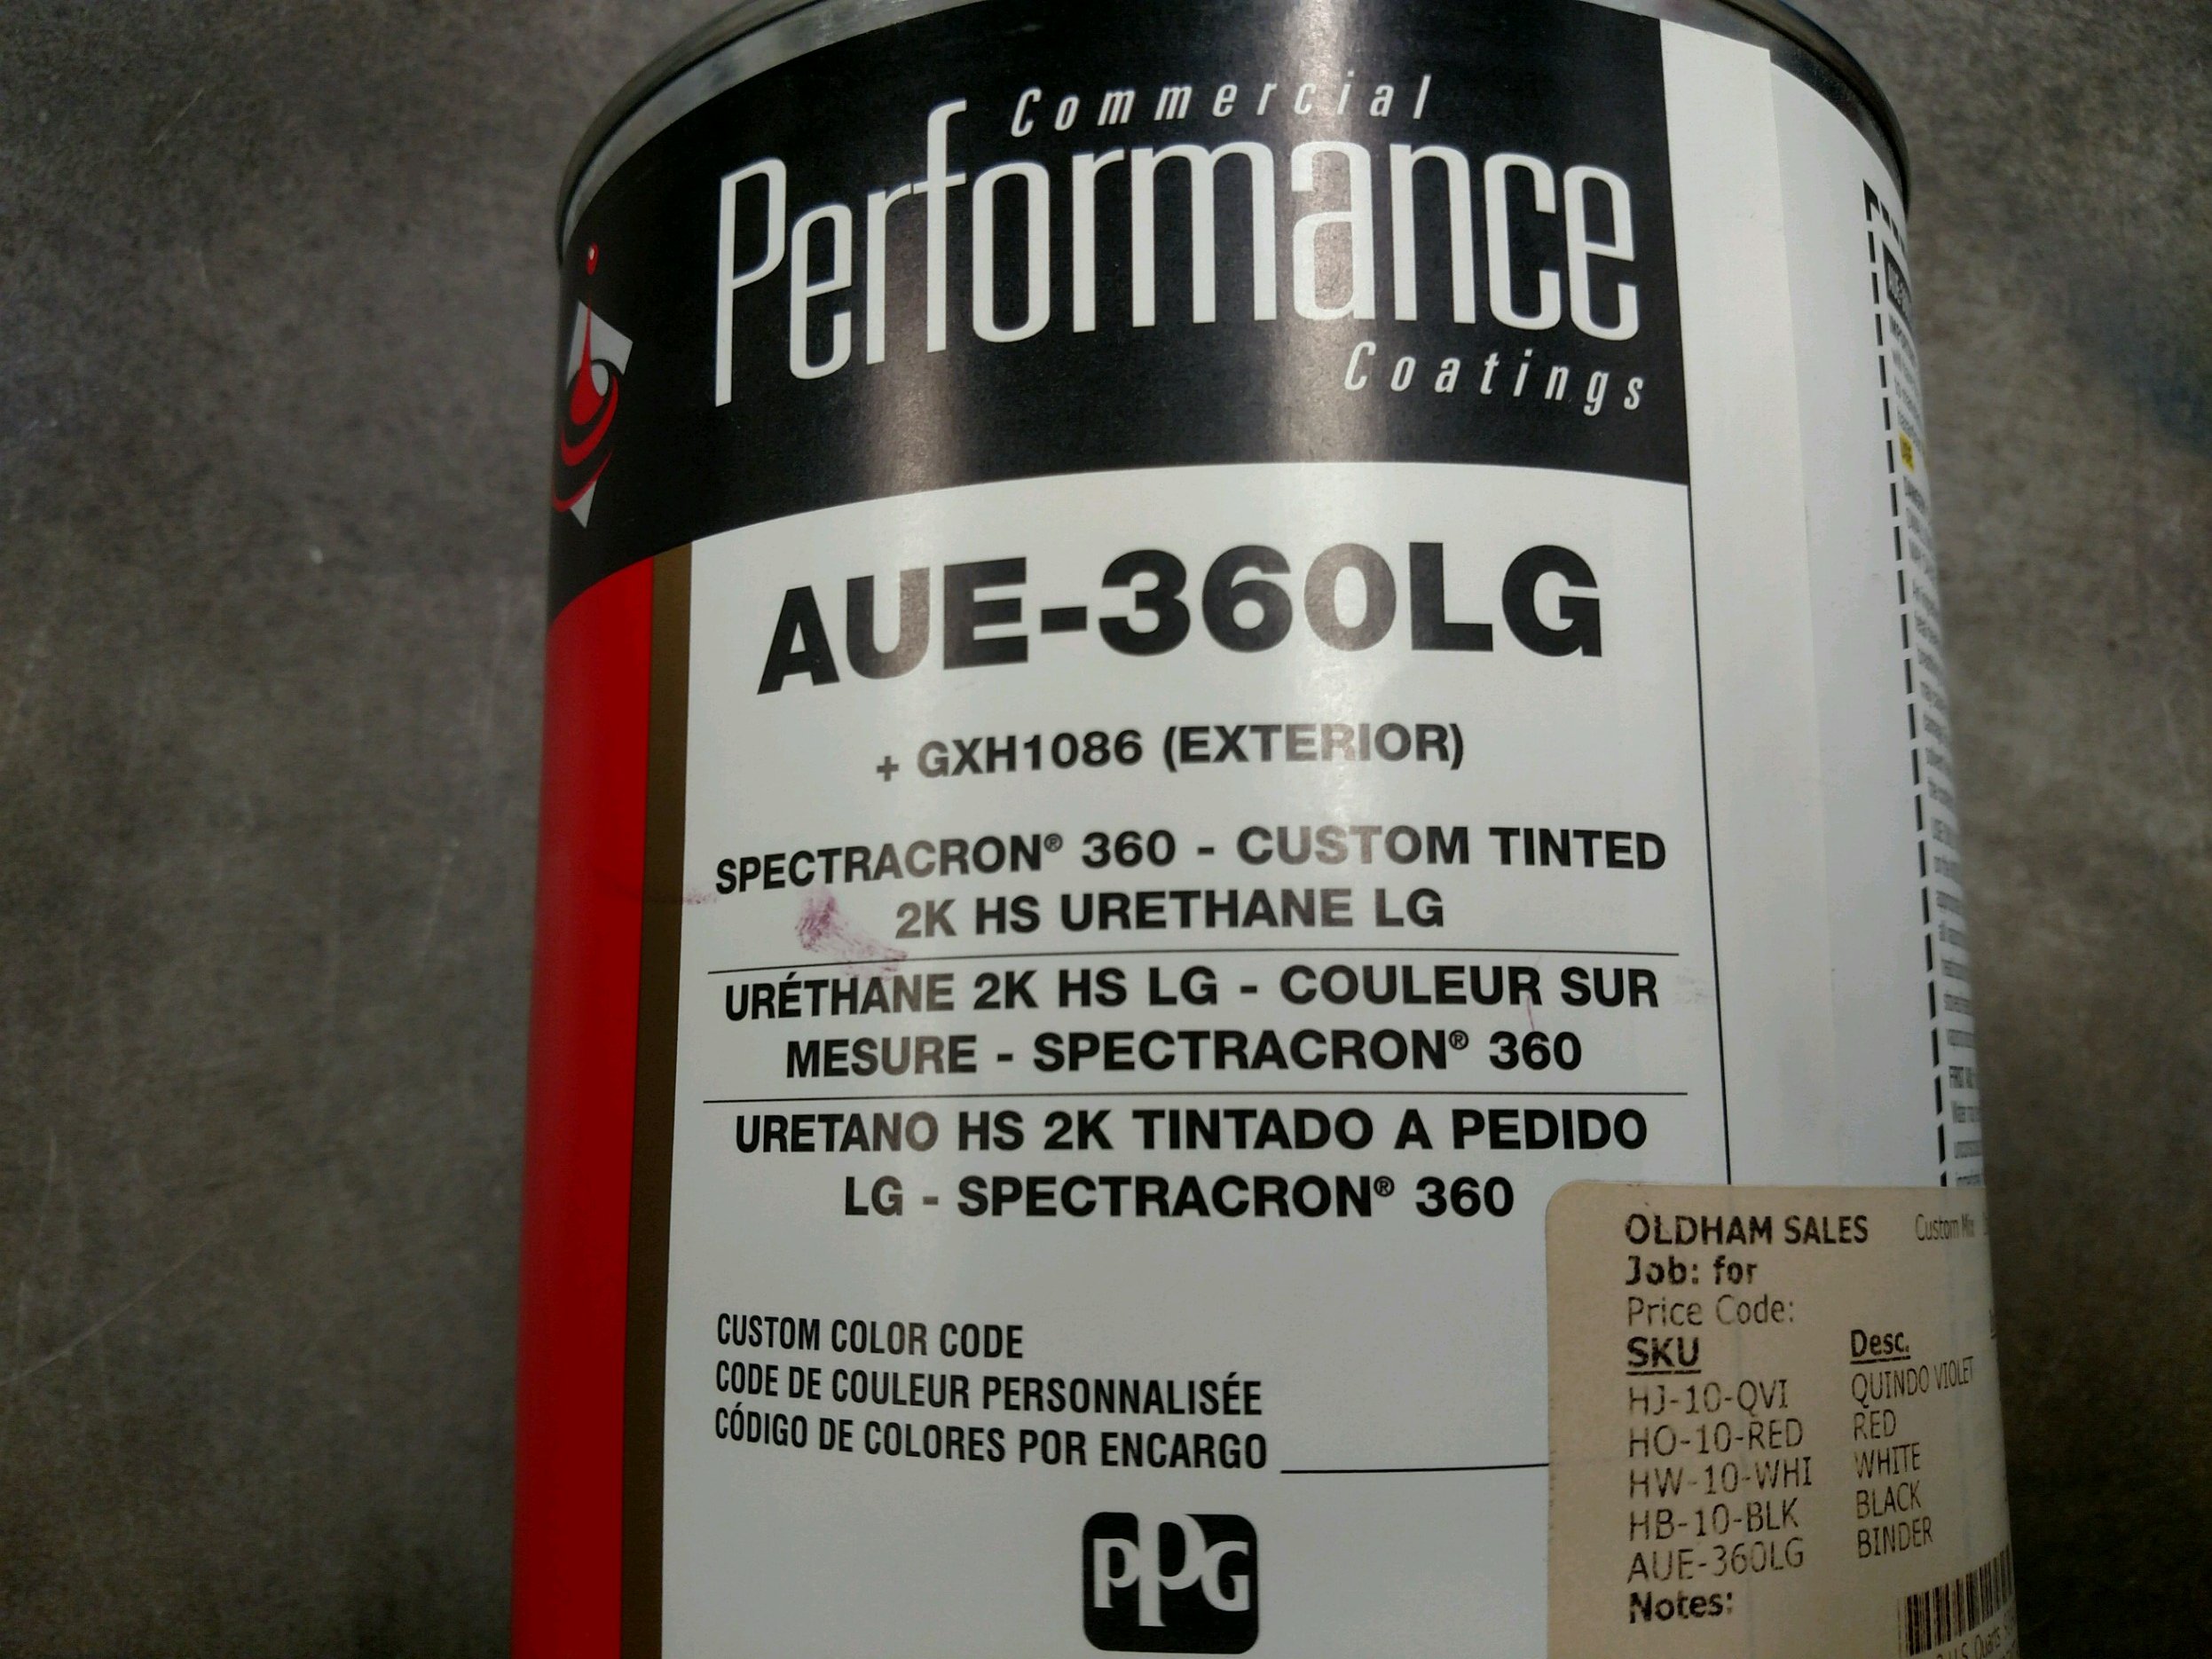 Commercial
Performance
Coatings
AUE-360LG
+ GXH1086 (EXTERIOR)
SPECTRACRON® 360 - CUSTOM TINTED
2K HS URETHANE LG
URÉTHANE 2K HS LG - COULEUR SUR
MESURE - SPECTRACRON® 360
URETANO HS 2K TINTADO A PEDIDO
LG - SPECTRACRON® 360
CUSTOM COLOR CODE
CODE DE COULEUR PERSONNALISÉE
CÓDIGO DE COLORES POR ENCARGO
PPG
OLDHAM SALES Custom
Job: for
Price Code:
SKU Desc.
HJ-10-QVI QUINDO VIOLET
HO-10-RED RED
HW-10-WHI WHITE
HB-10-BLK BLACK
AUE-360LG BINDER
Notes: